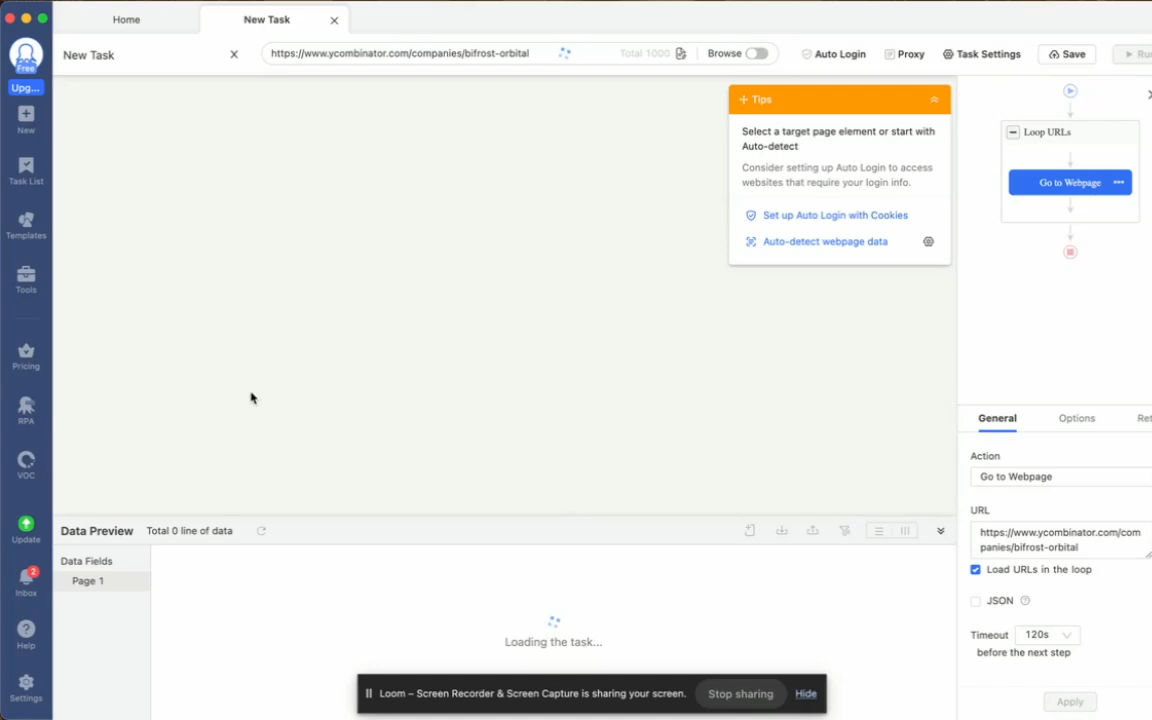 Home
New Task
New Task
https://www.ycombinator.com/companies/bifrost-orbital
Total 1000
Browse
Auto Login
Proxy
Task Settings
Save
Ru
Free
Upg...
New
Task List
Templates
Tools
Pricing
RPA
VOC
Update
2
Inbox
Help
Settings
Tips
Select a target page element or start with
Auto-detect
Consider setting up Auto Login to access
websites that require your login info.
Set up Auto Login with Cookies
Auto-detect webpage data
Loop URLs
Go to Webpage
General
Options
Ret
Action
Go to Webpage
URL
https://www.ycombinator.com/com
panies/bifrost-orbital
Load URLs in the loop
JSON
Timeout
120s
before the next step
Apply
Data Preview
Total 0 line of data
Data Fields
Page 1
Loading the task...
Loom – Screen Recorder & Screen Capture is sharing your screen.
Stop sharing
Hide